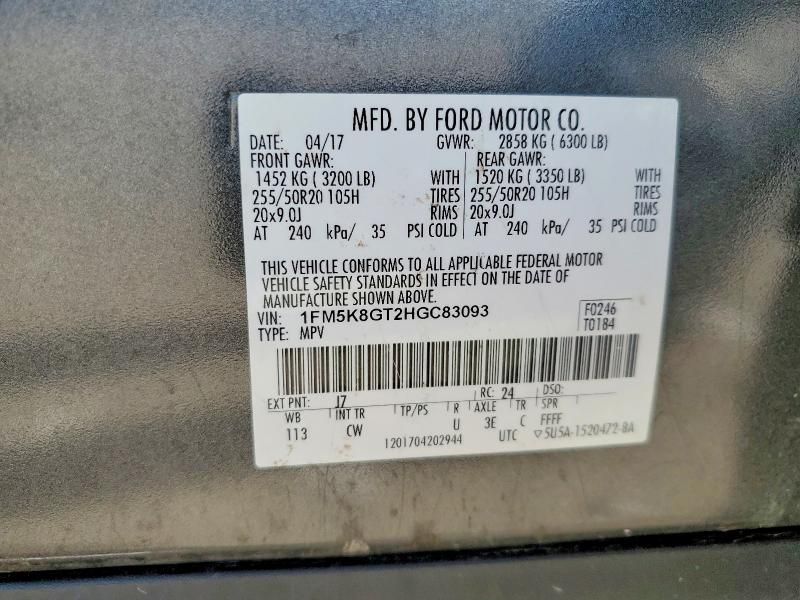 MFD. BY FORD MOTOR CO.
DATE: 04/17 GVWR: 2858 KG ( 6300 LB)
FRONT GAWR: REAR GAWR:
1452 KG ( 3200 LB) WITH 1520 KG ( 3350 LB) WITH
255/50R20 105H TIRES 255/50R20 105H TIRES
20x9.0J RIMS 20x9.0J RIMS
AT 240 kPa/ 35 PSI COLD AT 240 kPa/ 35 PSI COLD
THIS VEHICLE CONFORMS TO ALL APPLICABLE FEDERAL MOTOR
VEHICLE SAFETY STANDARDS IN EFFECT ON THE DATE OF
MANUFACTURE SHOWN ABOVE.
VIN: 1FM5K8GT2HGC83093 F0246
TYPE: MPV T0184
EXT PNT: J7 RC: 24 DSO:
WB INT TR TP/PS R AXLE TR SPR
113 CW U 3E C FFFF
1201704202944 UTC ▽5U5A-1520472-BA